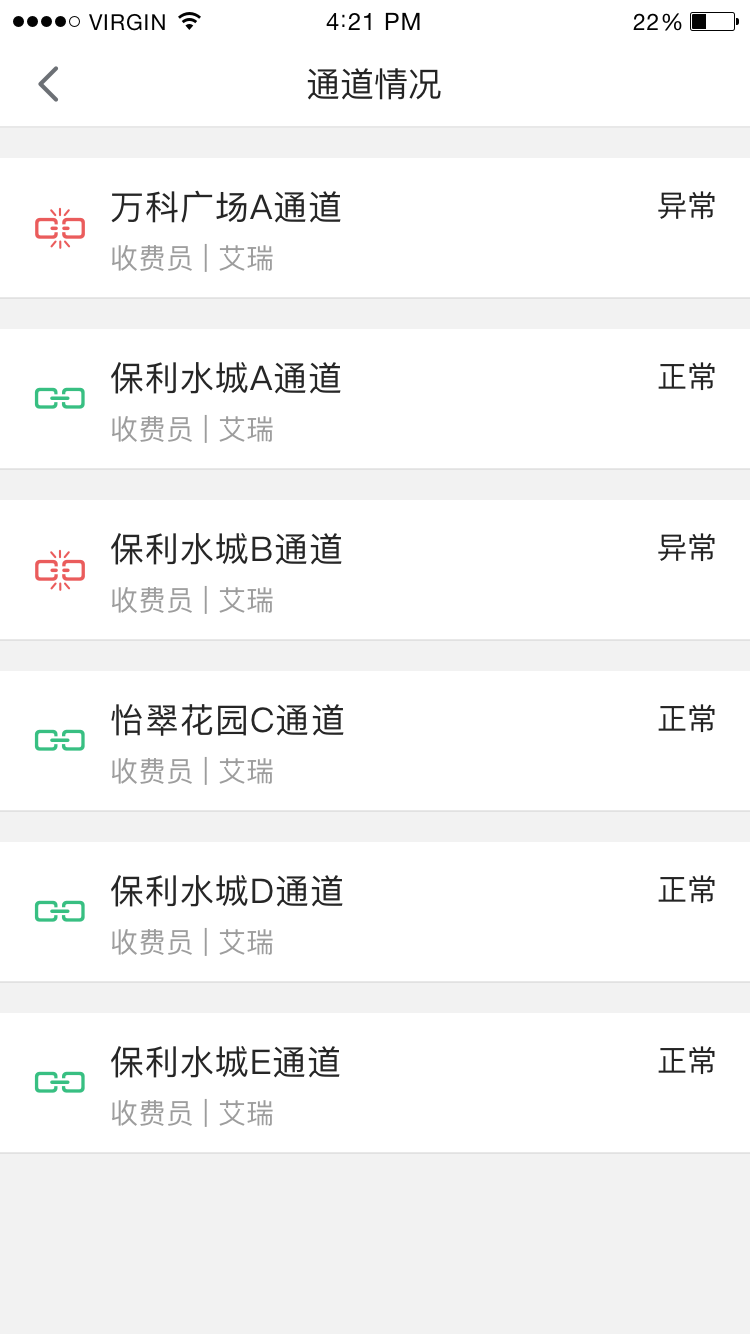 VIRGIN 4:21 PM 22%
通道情况
万科广场A通道 异常
收费员 | 艾瑞
保利水城A通道 正常
收费员 | 艾瑞
保利水城B通道 异常
收费员 | 艾瑞
怡翠花园C通道 正常
收费员 | 艾瑞
保利水城D通道 正常
收费员 | 艾瑞
保利水城E通道 正常
收费员 | 艾瑞